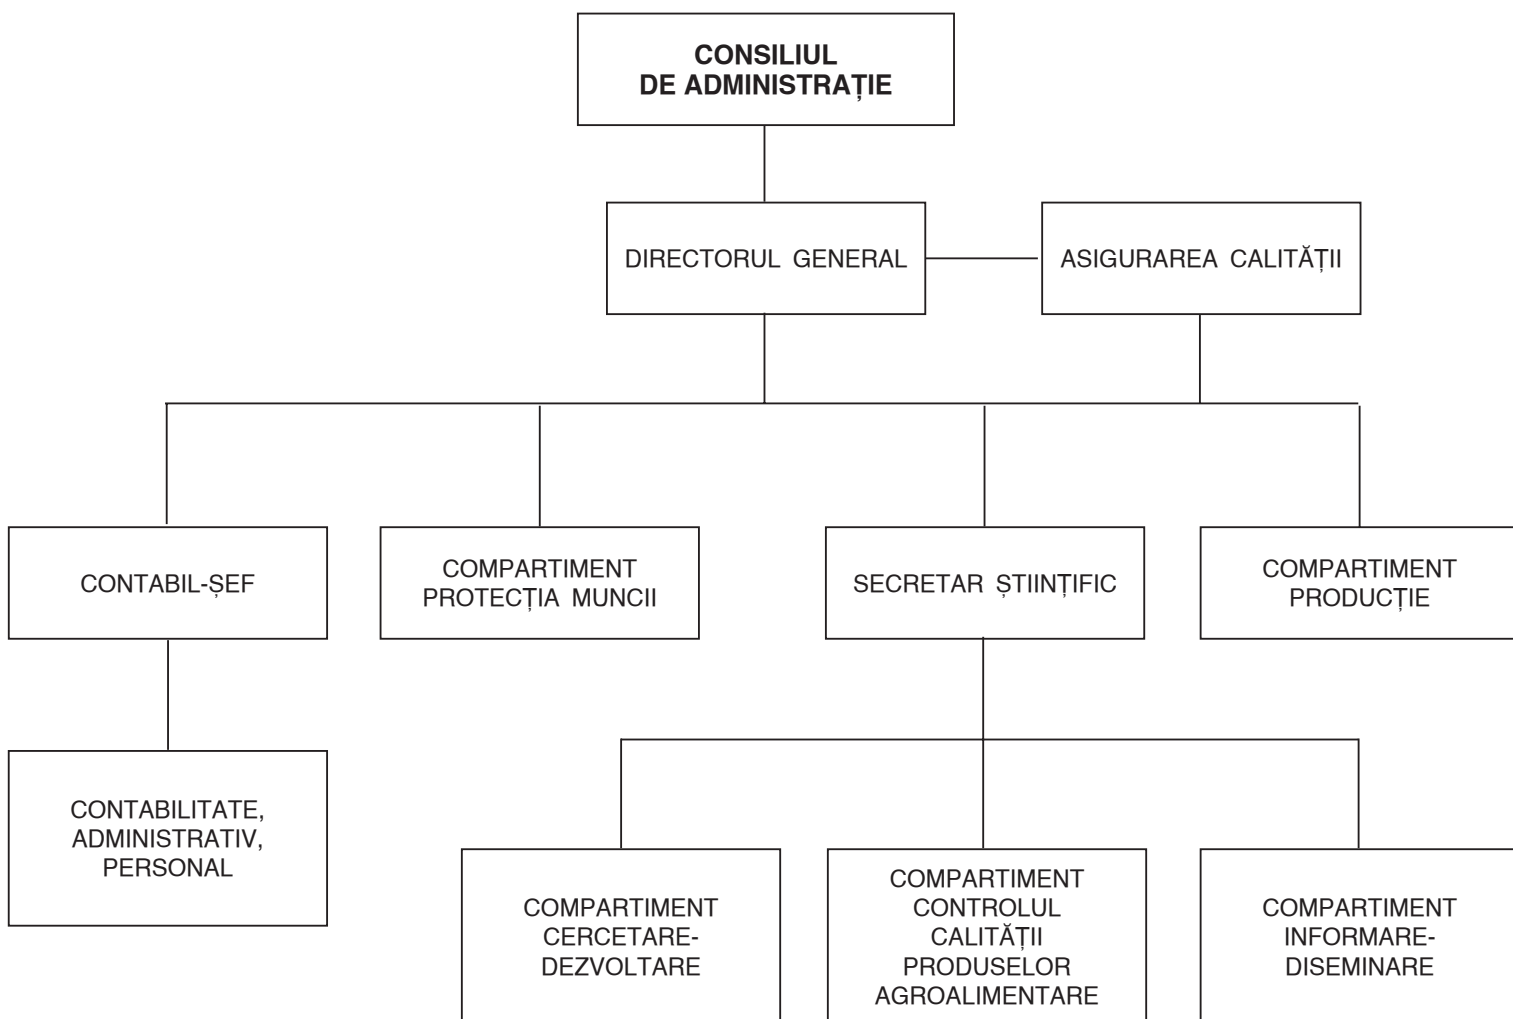 CONSILIUL
DE ADMINISTRAȚIE
DIRECTORUL GENERAL
ASIGURAREA CALITĂȚII
CONTABIL-ȘEF
COMPARTIMENT
PROTECȚIA MUNCII
SECRETAR ȘTIINȚIFIC
COMPARTIMENT
PRODUCȚIE
CONTABILITATE,
ADMINISTRATIV,
PERSONAL
COMPARTIMENT
CERCETARE-
DEZVOLTARE
COMPARTIMENT
CONTROLUL
CALITĂȚII
PRODUSELOR
AGROALIMENTARE
COMPARTIMENT
INFORMARE-
DISEMINARE